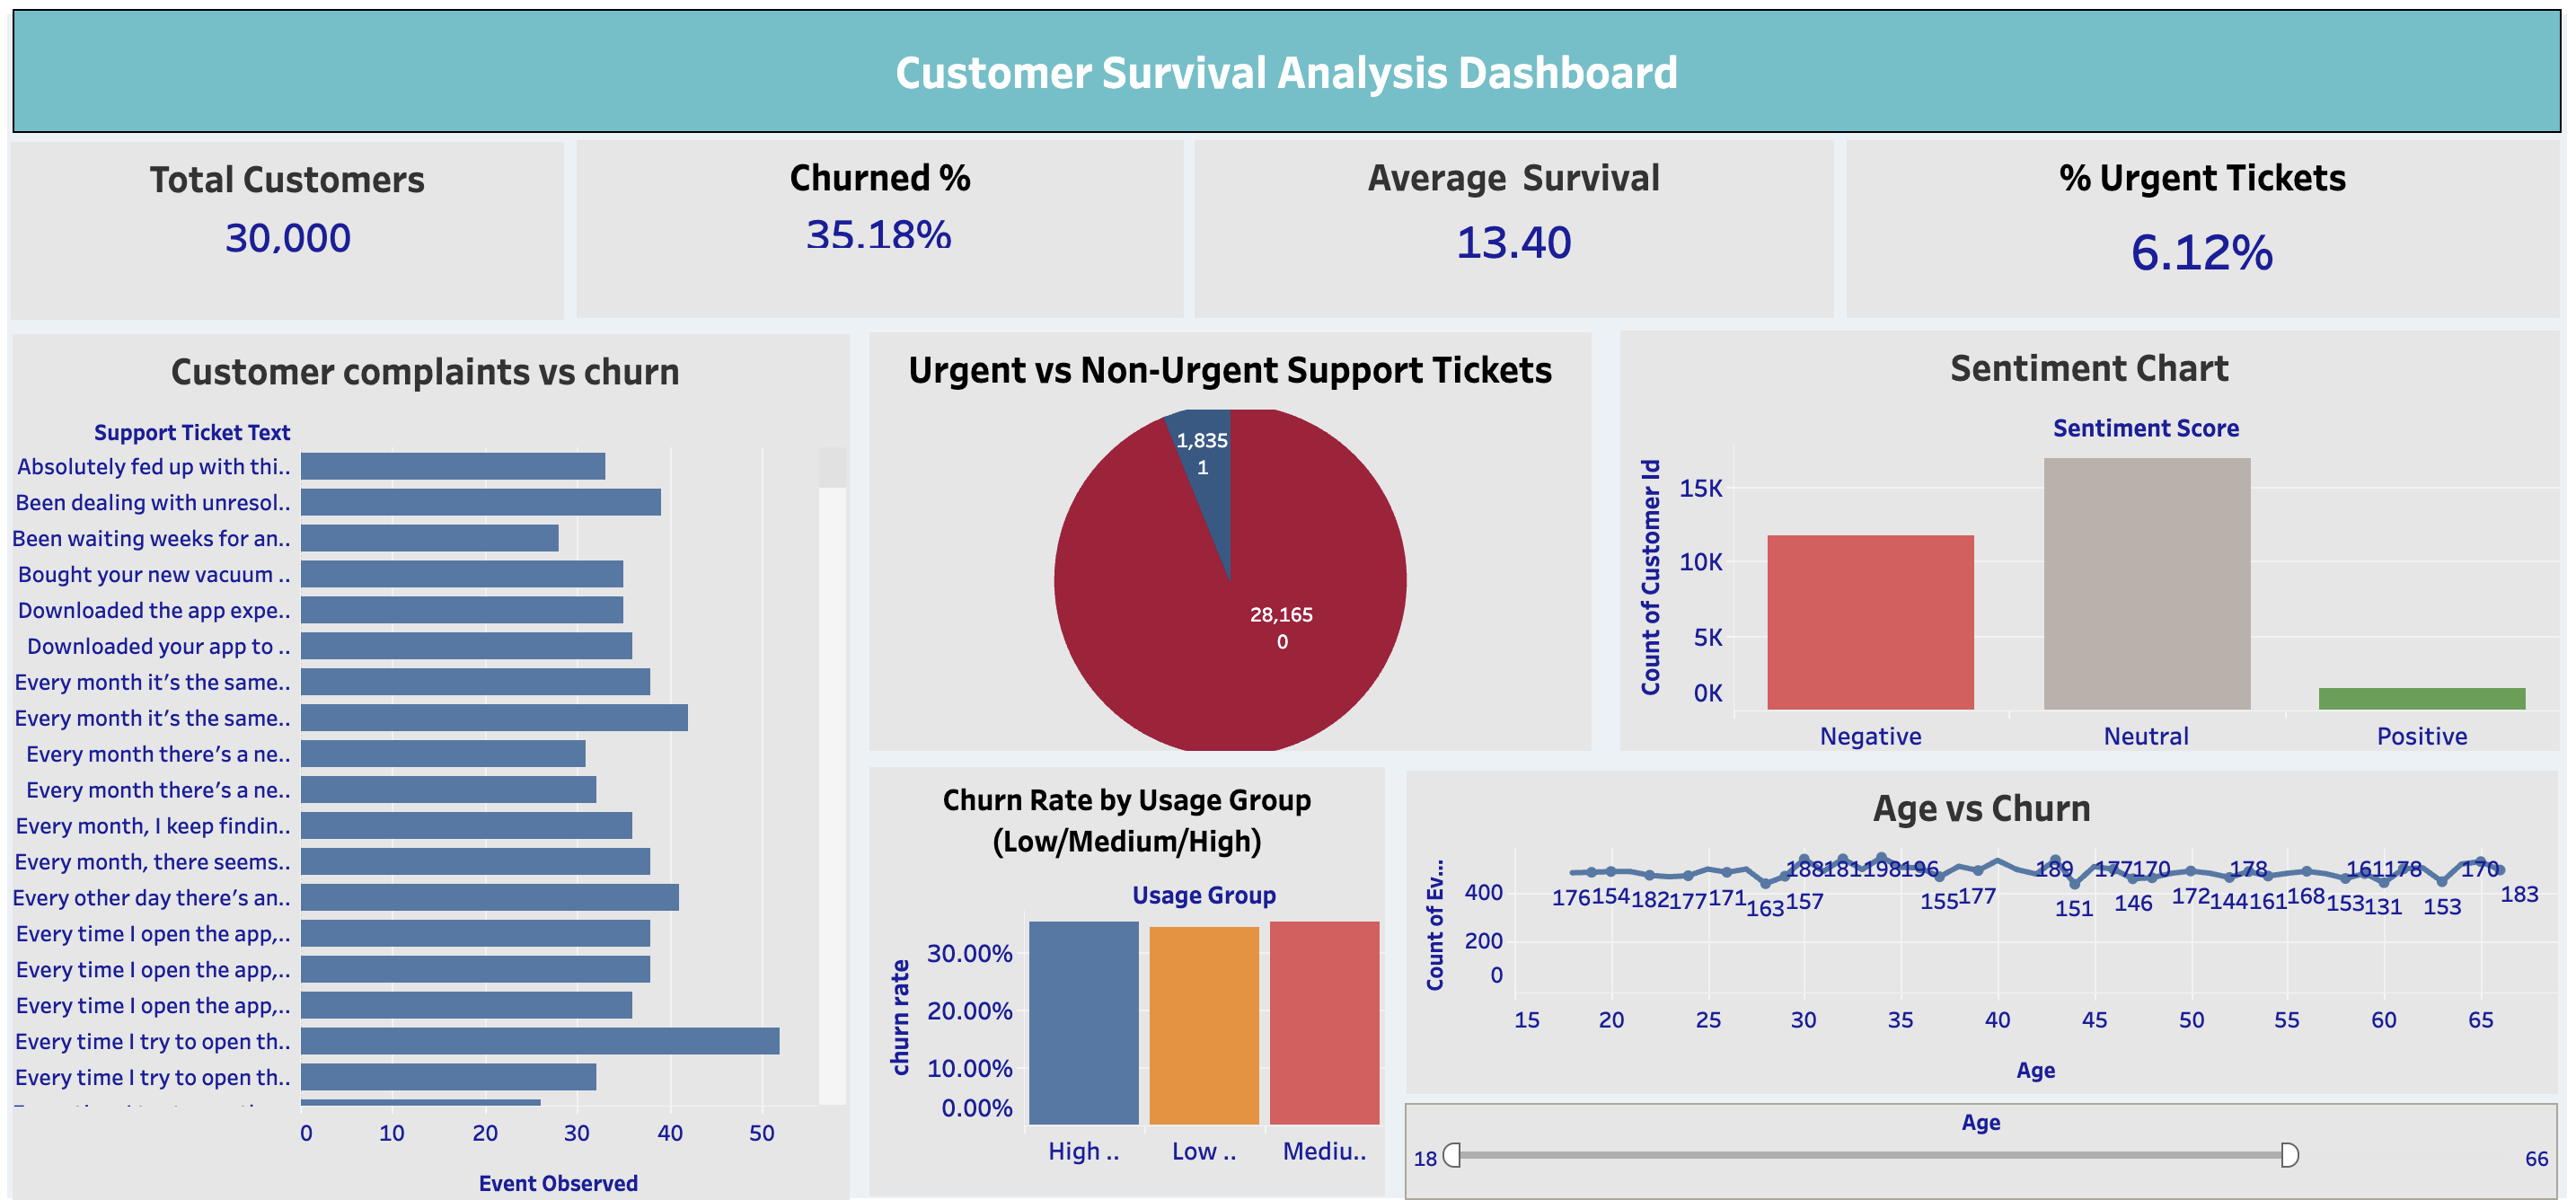 Customer Survival Analysis Dashboard
Total Customers
30,000
Churned %
35.18%
Average Survival
13.40
% Urgent Tickets
6.12%
Customer complaints vs churn
Support Ticket Text
Absolutely fed up with thi..
Been dealing with unresol..
Been waiting weeks for an..
Bought your new vacuum ..
Downloaded the app expe..
Downloaded your app to ..
Every month it’s the same..
Every month it’s the same..
Every month there’s a ne..
Every month there’s a ne..
Every month, I keep findin..
Every month, there seems..
Every other day there’s an..
Every time I open the app,..
Every time I open the app,..
Every time I open the app,..
Every time I try to open th..
Every time I try to open th..
0 10 20 30 40 50
Event Observed
Urgent vs Non-Urgent Support Tickets
1,835
1
28,165
0
Sentiment Chart
Sentiment Score
Count of Customer Id
15K
10K
5K
0K
Negative Neutral Positive
Churn Rate by Usage Group
(Low/Medium/High)
Usage Group
churn rate
30.00%
20.00%
10.00%
0.00%
High .. Low .. Mediu..
Age vs Churn
Count of Ev...
400
200
0
176 154 182 177 171 163 157 188 181 198 196 155 177 189 151 177 146 170 172 144 178 161 168 153 161 131 178 153 170 183
15 20 25 30 35 40 45 50 55 60 65
Age
Age
18 66